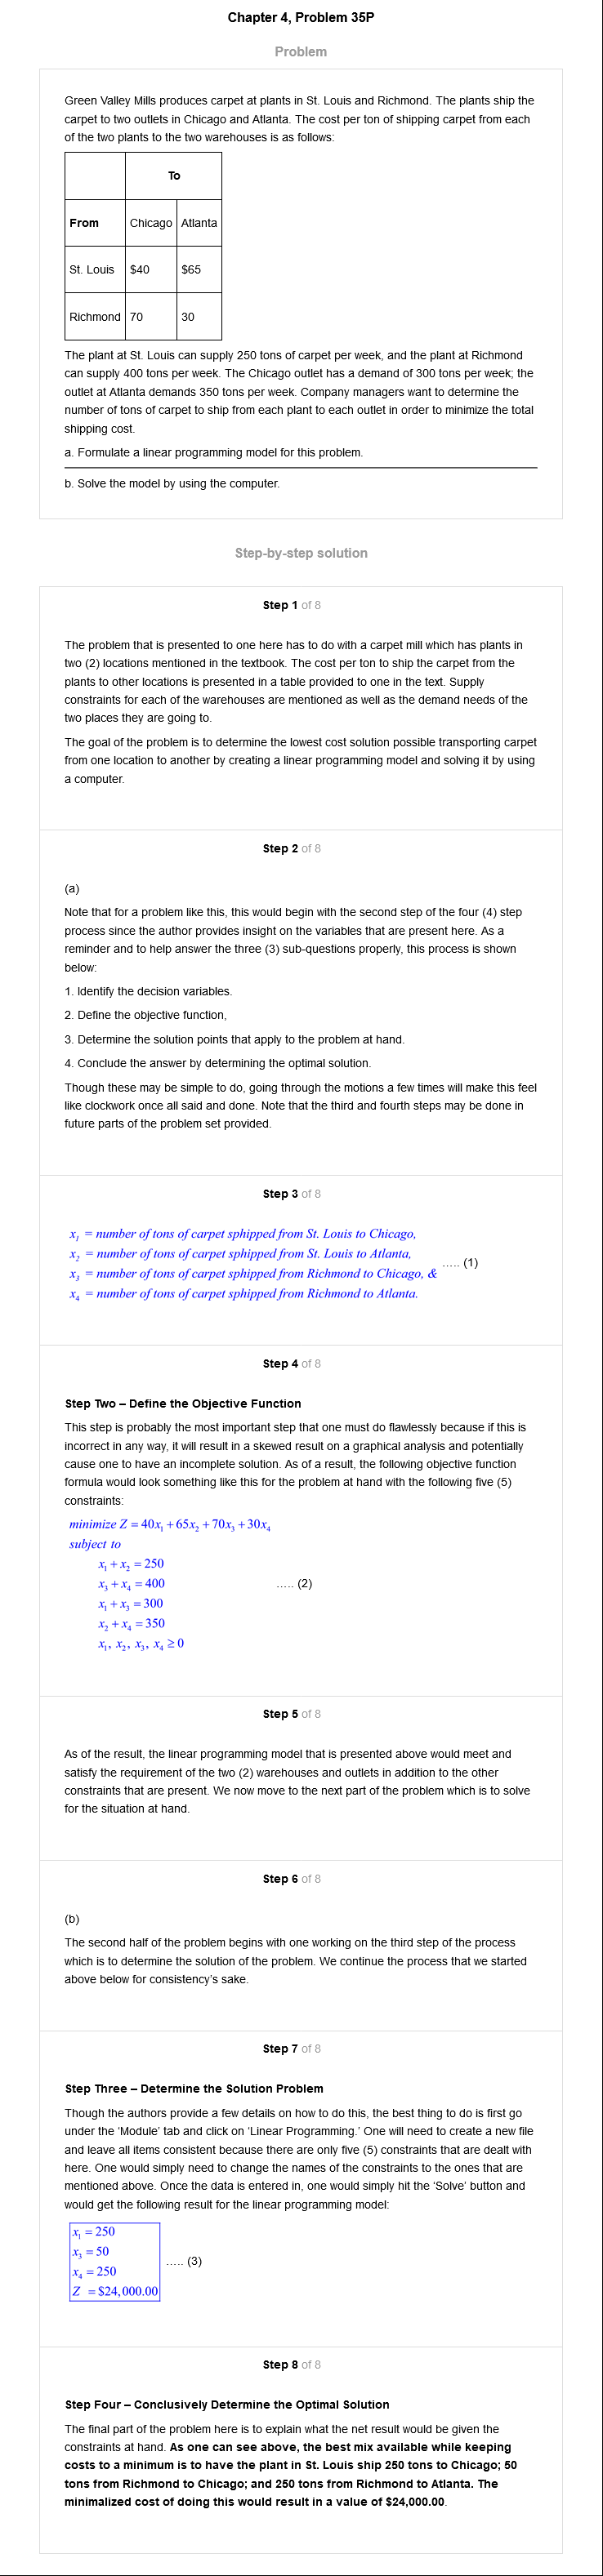 Chapter 4, Problem 35P
Problem
Green Valley Mills produces carpet at plants in St. Louis and Richmond. The plants ship the
carpet to two outlets in Chicago and Atlanta. The cost per ton of shipping carpet from each
of the two plants to the two warehouses is as follows:
To
From Chicago Atlanta
St. Louis $40 $65
Richmond 70 30
The plant at St. Louis can supply 250 tons of carpet per week, and the plant at Richmond
can supply 400 tons per week. The Chicago outlet has a demand of 300 tons per week; the
outlet at Atlanta demands 350 tons per week. Company managers want to determine the
number of tons of carpet to ship from each plant to each outlet in order to minimize the total
shipping cost.
a. Formulate a linear programming model for this problem.
b. Solve the model by using the computer.
Step-by-step solution
Step 1 of 8
The problem that is presented to one here has to do with a carpet mill which has plants in
two (2) locations mentioned in the textbook. The cost per ton to ship the carpet from the
plants to other locations is presented in a table provided to one in the text. Supply
constraints for each of the warehouses are mentioned as well as the demand needs of the
two places they are going to.
The goal of the problem is to determine the lowest cost solution possible transporting carpet
from one location to another by creating a linear programming model and solving it by using
a computer.
Step 2 of 8
(a)
Note that for a problem like this, this would begin with the second step of the four (4) step
process since the author provides insight on the variables that are present here. As a
reminder and to help answer the three (3) sub-questions properly, this process is shown
below:
1. Identify the decision variables.
2. Define the objective function,
3. Determine the solution points that apply to the problem at hand.
4. Conclude the answer by determining the optimal solution.
Though these may be simple to do, going through the motions a few times will make this feel
like clockwork once all said and done. Note that the third and fourth steps may be done in
future parts of the problem set provided.
Step 3 of 8
x₁ = number of tons of carpet sphipped from St. Louis to Chicago,
x₂ = number of tons of carpet sphipped from St. Louis to Atlanta,
x₃ = number of tons of carpet sphipped from Richmond to Chicago, & ..... (1)
x₄ = number of tons of carpet sphipped from Richmond to Atlanta.
Step 4 of 8
Step Two – Define the Objective Function
This step is probably the most important step that one must do flawlessly because if this is
incorrect in any way, it will result in a skewed result on a graphical analysis and potentially
cause one to have an incomplete solution. As of a result, the following objective function
formula would look something like this for the problem at hand with the following five (5)
constraints:
minimize Z = 40x₁ + 65x₂ + 70x₃ + 30x₄
subject to
x₁ + x₂ = 250
x₃ + x₄ = 400 ..... (2)
x₁ + x₃ = 300
x₂ + x₄ = 350
x₁, x₂, x₃, x₄ ≥ 0
Step 5 of 8
As of the result, the linear programming model that is presented above would meet and
satisfy the requirement of the two (2) warehouses and outlets in addition to the other
constraints that are present. We now move to the next part of the problem which is to solve
for the situation at hand.
Step 6 of 8
(b)
The second half of the problem begins with one working on the third step of the process
which is to determine the solution of the problem. We continue the process that we started
above below for consistency's sake.
Step 7 of 8
Step Three – Determine the Solution Problem
Though the authors provide a few details on how to do this, the best thing to do is first go
under the 'Module' tab and click on 'Linear Programming.' One will need to create a new file
and leave all items consistent because there are only five (5) constraints that are dealt with
here. One would simply need to change the names of the constraints to the ones that are
mentioned above. Once the data is entered in, one would simply hit the 'Solve' button and
would get the following result for the linear programming model:
x₁ = 250
x₃ = 50
x₄ = 250
Z = $24,000.00
..... (3)
Step 8 of 8
Step Four – Conclusively Determine the Optimal Solution
The final part of the problem here is to explain what the net result would be given the
constraints at hand. As one can see above, the best mix available while keeping
costs to a minimum is to have the plant in St. Louis ship 250 tons to Chicago; 50
tons from Richmond to Chicago; and 250 tons from Richmond to Atlanta. The
minimalized cost of doing this would result in a value of $24,000.00.